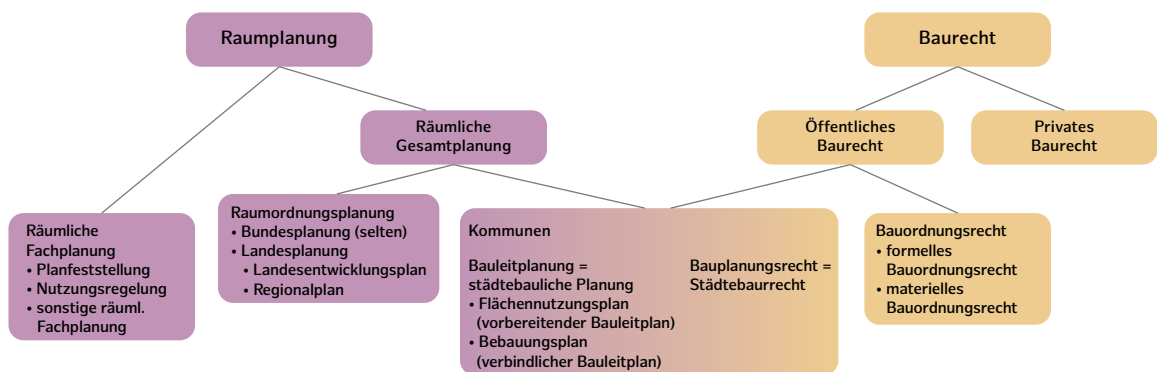 Raumplanung
Baurecht
Räumliche
Gesamtplanung
Öffentliches
Baurecht
Privates
Baurecht
Räumliche
Fachplanung
• Planfeststellung
• Nutzungsregelung
• sonstige räuml.
Fachplanung
Raumordnungsplanung
• Bundesplanung (selten)
• Landesplanung
• Landesentwicklungsplan
• Regionalplan
Kommunen
Bauleitplanung =
städtebauliche Planung
• Flächennutzungsplan
(vorbereitender Bauleitplan)
• Bebauungsplan
(verbindlicher Bauleitplan)
Bauplanungsrecht =
Städtebaurrecht
Bauordnungsrecht
• formelles
Bauordnungsrecht
• materielles
Bauordnungsrecht